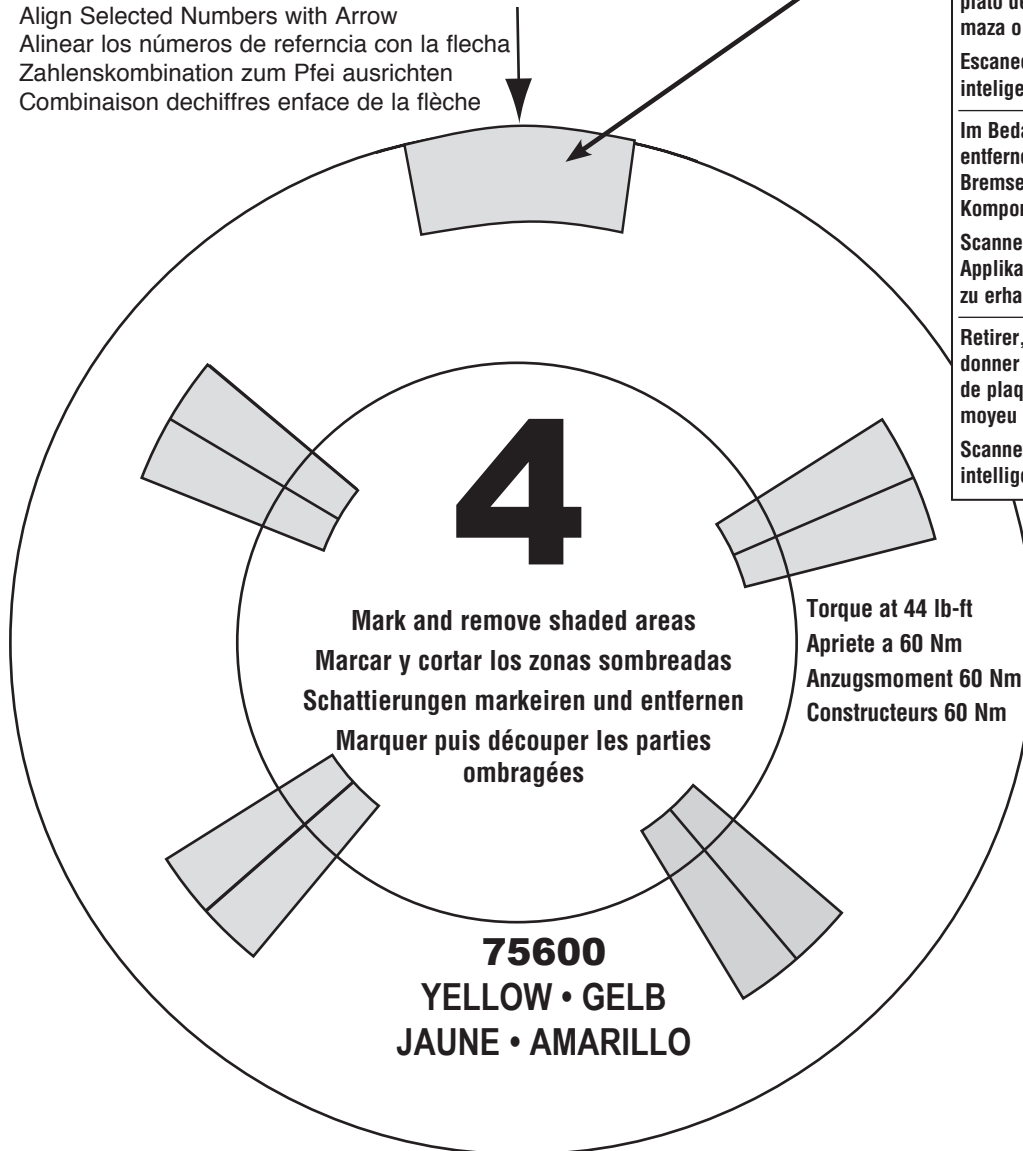 Align Selected Numbers with Arrow
Alinear los números de referncia con la flecha
Zahlenskombination zum Pfei ausrichten
Combinaison dechiffres enface de la flèche
maza o
Escanee
intelige
Im Beda
entferne
Bremse
Kompor
Scanne
Applika
zu erha
Retirer,
donner
de plaq
moyeu
Scanne
intellige
4
Mark and remove shaded areas
Marcar y cortar los zonas sombreadas
Schattierungen markeiren und entfernen
Marquer puis découper les parties
ombragées
Torque at 44 lb-ft
Apriete a 60 Nm
Anzugsmoment 60 Nm
Constructeurs 60 Nm
75600
YELLOW • GELB
JAUNE • AMARILLO